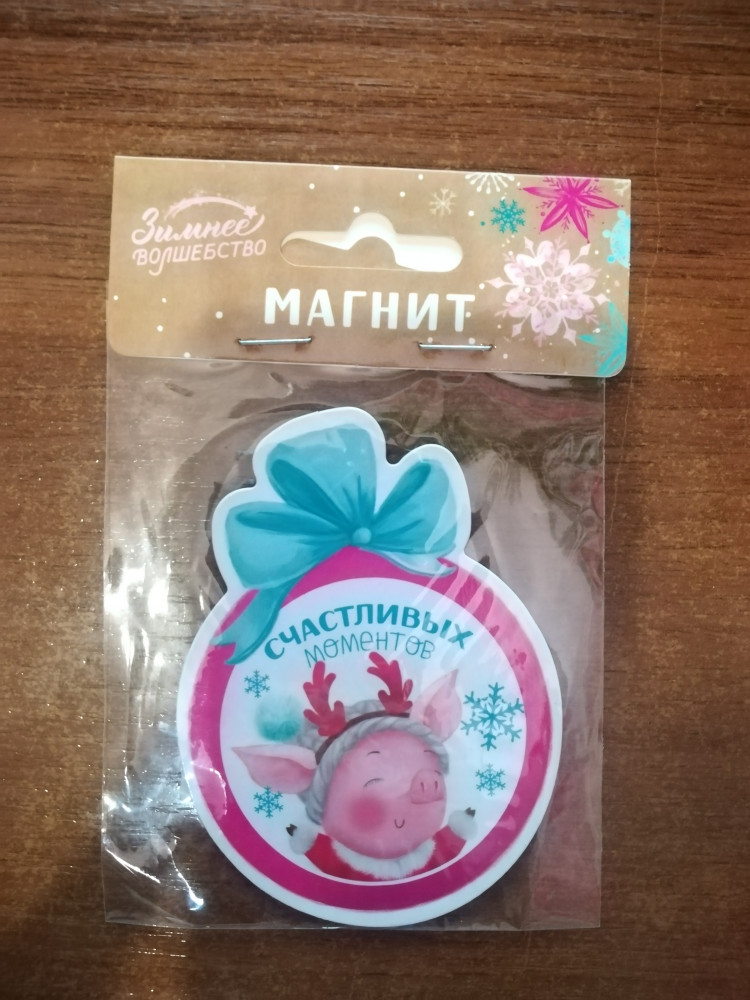 Зимнее
ВОЛШЕБСТВО
МАГНИТ
СЧАСТЛИВЫХ
МОМЕНТОВ